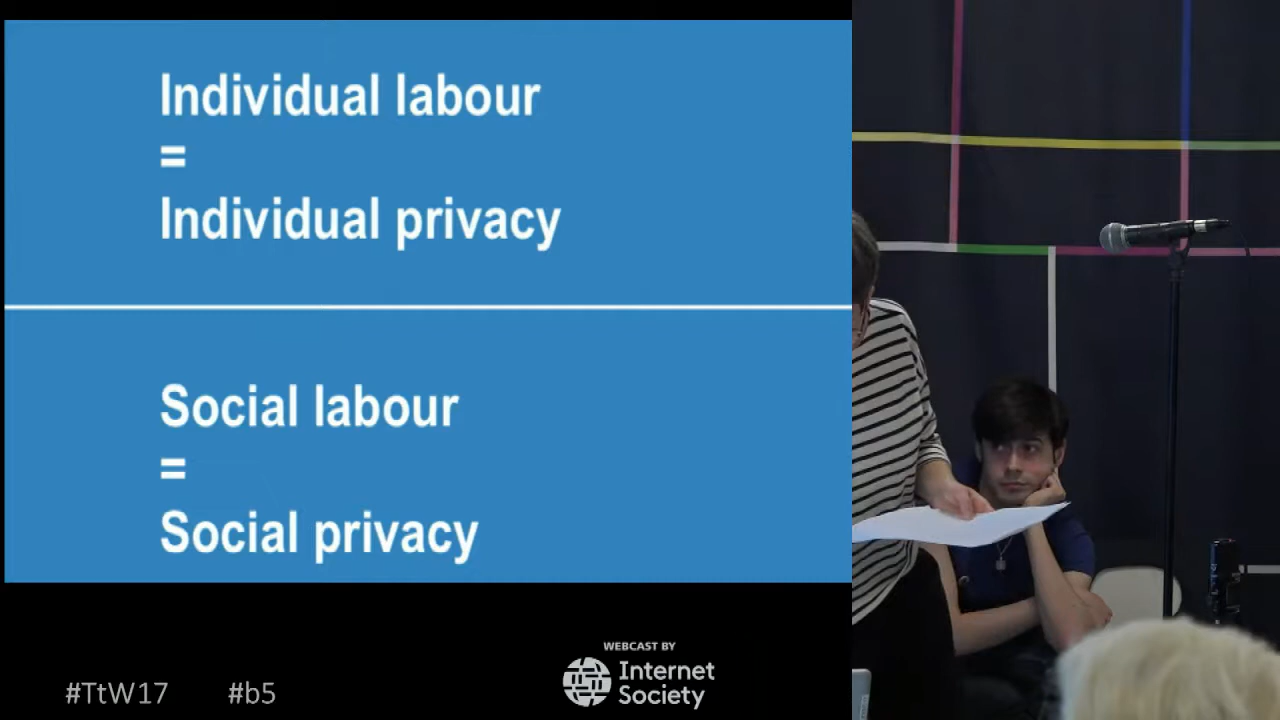 Individual labour
=
Individual privacy
Social labour
=
Social privacy
WEBCAST BY
Internet
Society
#TtW17 #b5